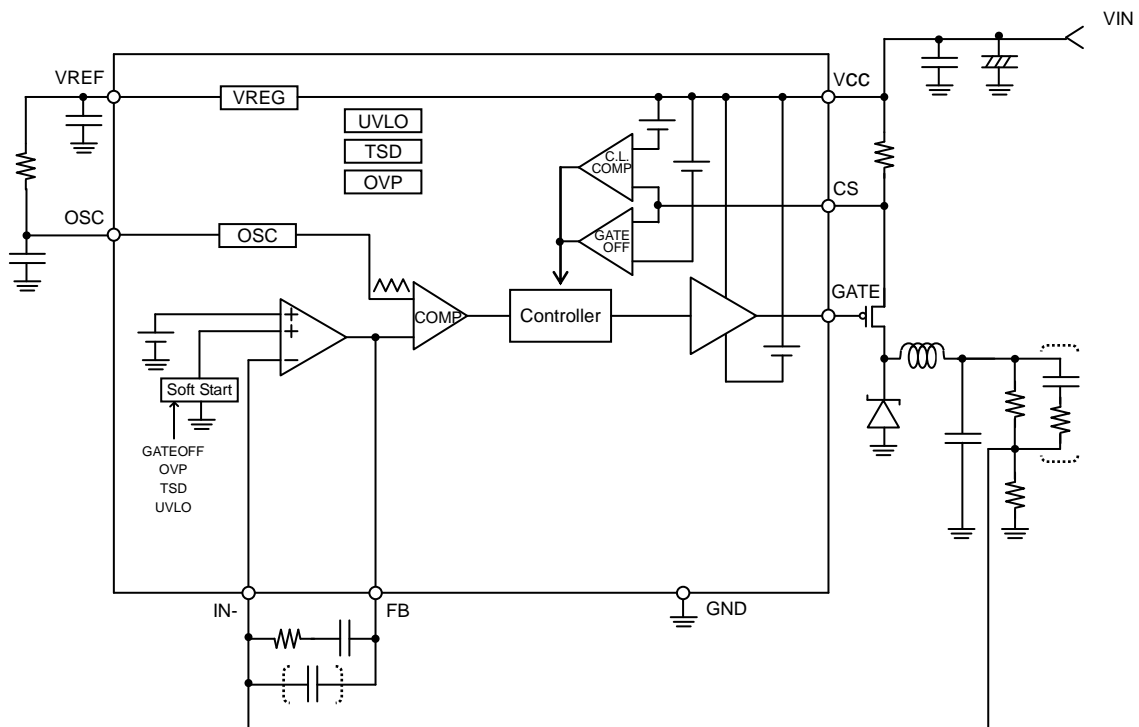 VIN
VREF
VREG
VCC
UVLO
TSD
OVP
C.L.
COMP
CS
OSC
OSC
GATE
OFF
COMP
Controller
GATE
+
+
−
Soft Start
GATEOFF
OVP
TSD
UVLO
IN-
FB
GND